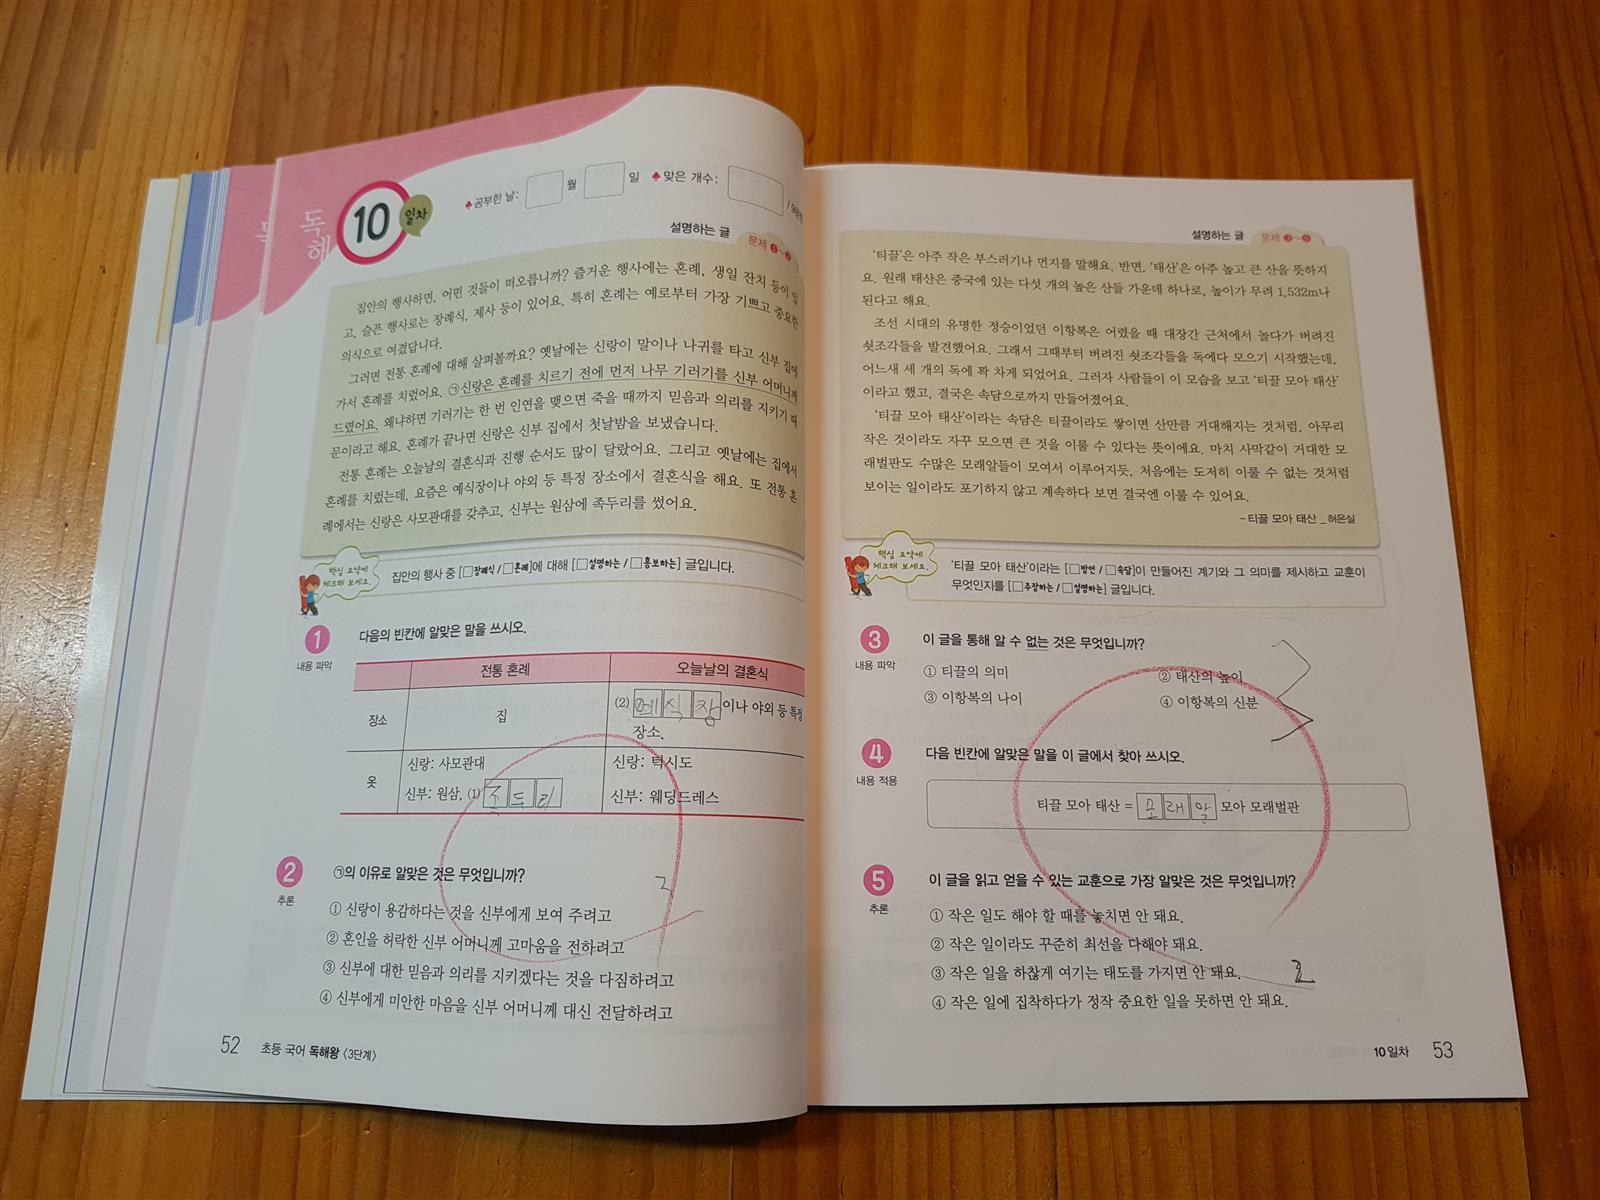 독해
10 일차
♣공부한 날: 월 일 ♣맞은 개수:
설명하는 글 문제 ①~②
집안의 행사하면, 어떤 것들이 떠오릅니까? 즐거운 행사에는 혼례, 생일 잔치 등이 있
고, 슬픈 행사로는 장례식, 제사 등이 있어요. 특히 혼례는 예로부터 가장 기쁘고 중요한
의식으로 여겼답니다.
그러면 전통 혼례에 대해 살펴볼까요? 옛날에는 신랑이 말이나 나귀를 타고 신부 집에
가서 혼례를 치렀어요. ㉠신랑은 혼례를 치르기 전에 먼저 나무 기러기를 신부 어머니께
드렸어요. 왜냐하면 기러기는 한 번 인연을 맺으면 죽을 때까지 믿음과 의리를 지키기 때
문이라고 해요. 혼례가 끝나면 신랑은 신부 집에서 첫날밤을 보냈습니다.
전통 혼례는 오늘날의 결혼식과 진행 순서도 많이 달랐어요. 그리고 옛날에는 집에서
혼례를 치렀는데, 요즘은 예식장이나 야외 등 특정 장소에서 결혼식을 해요. 또 전통 혼
례에서는 신랑은 사모관대를 갖추고, 신부는 원삼에 족두리를 썼어요.
핵심 요약에
체크해 보세요.
집안의 행사 중 [□장례식 / □혼례]에 대해 [□설명하는 / □홍보하는] 글입니다.
1 다음의 빈칸에 알맞은 말을 쓰시오.
내용 파악
전통 혼례 오늘날의 결혼식
장소 집 (2) 예식장이나 야외 등 특정
장소.
옷 신랑: 사모관대 신랑: 턱시도
신부: 원삼, (1) 족두리 신부: 웨딩드레스
2 ㉠의 이유로 알맞은 것은 무엇입니까?
추론
3
① 신랑이 용감하다는 것을 신부에게 보여 주려고
② 혼인을 허락한 신부 어머니께 고마움을 전하려고
③ 신부에 대한 믿음과 의리를 지키겠다는 것을 다짐하려고
④ 신부에게 미안한 마음을 신부 어머니께 대신 전달하려고
52 초등 국어 독해왕 〈3단계〉
설명하는 글 문제 ③~⑤
'티끌'은 아주 작은 부스러기나 먼지를 말해요. 반면, '태산'은 아주 높고 큰 산을 뜻하지
요. 원래 태산은 중국에 있는 다섯 개의 높은 산들 가운데 하나로, 높이가 무려 1,532m나
된다고 해요.
조선 시대의 유명한 정승이었던 이항복은 어렸을 때 대장간 근처에서 놀다가 버려진
쇳조각들을 발견했어요. 그래서 그때부터 버려진 쇳조각들을 독에다 모으기 시작했는데,
어느새 세 개의 독에 꽉 차게 되었어요. 그러자 사람들이 이 모습을 보고 '티끌 모아 태산'
이라고 했고, 결국은 속담으로까지 만들어졌어요.
'티끌 모아 태산'이라는 속담은 티끌이라도 쌓이면 산만큼 거대해지는 것처럼, 아무리
작은 것이라도 자꾸 모으면 큰 것을 이룰 수 있다는 뜻이에요. 마치 사막같이 거대한 모
래벌판도 수많은 모래알들이 모여서 이루어지듯, 처음에는 도저히 이룰 수 없는 것처럼
보이는 일이라도 포기하지 않고 계속하다 보면 결국엔 이룰 수 있어요.
– 티끌 모아 태산 _ 허은실
핵심 요약에
체크해 보세요.
'티끌 모아 태산'이라는 [□방언 / □속담]이 만들어진 계기와 그 의미를 제시하고 교훈이
무엇인지를 [□주장하는 / □설명하는] 글입니다.
3 이 글을 통해 알 수 없는 것은 무엇입니까?
내용 파악
① 티끌의 의미 ② 태산의 높이
③ 이항복의 나이 ④ 이항복의 신분
4 다음 빈칸에 알맞은 말을 이 글에서 찾아 쓰시오.
내용 적용
티끌 모아 태산 = 모래알 모아 모래벌판
5 이 글을 읽고 얻을 수 있는 교훈으로 가장 알맞은 것은 무엇입니까?
추론
① 작은 일도 해야 할 때를 놓치면 안 돼요.
② 작은 일이라도 꾸준히 최선을 다해야 돼요.
③ 작은 일을 하찮게 여기는 태도를 가지면 안 돼요.
2
④ 작은 일에 집착하다가 정작 중요한 일을 못하면 안 돼요.
10일차 53